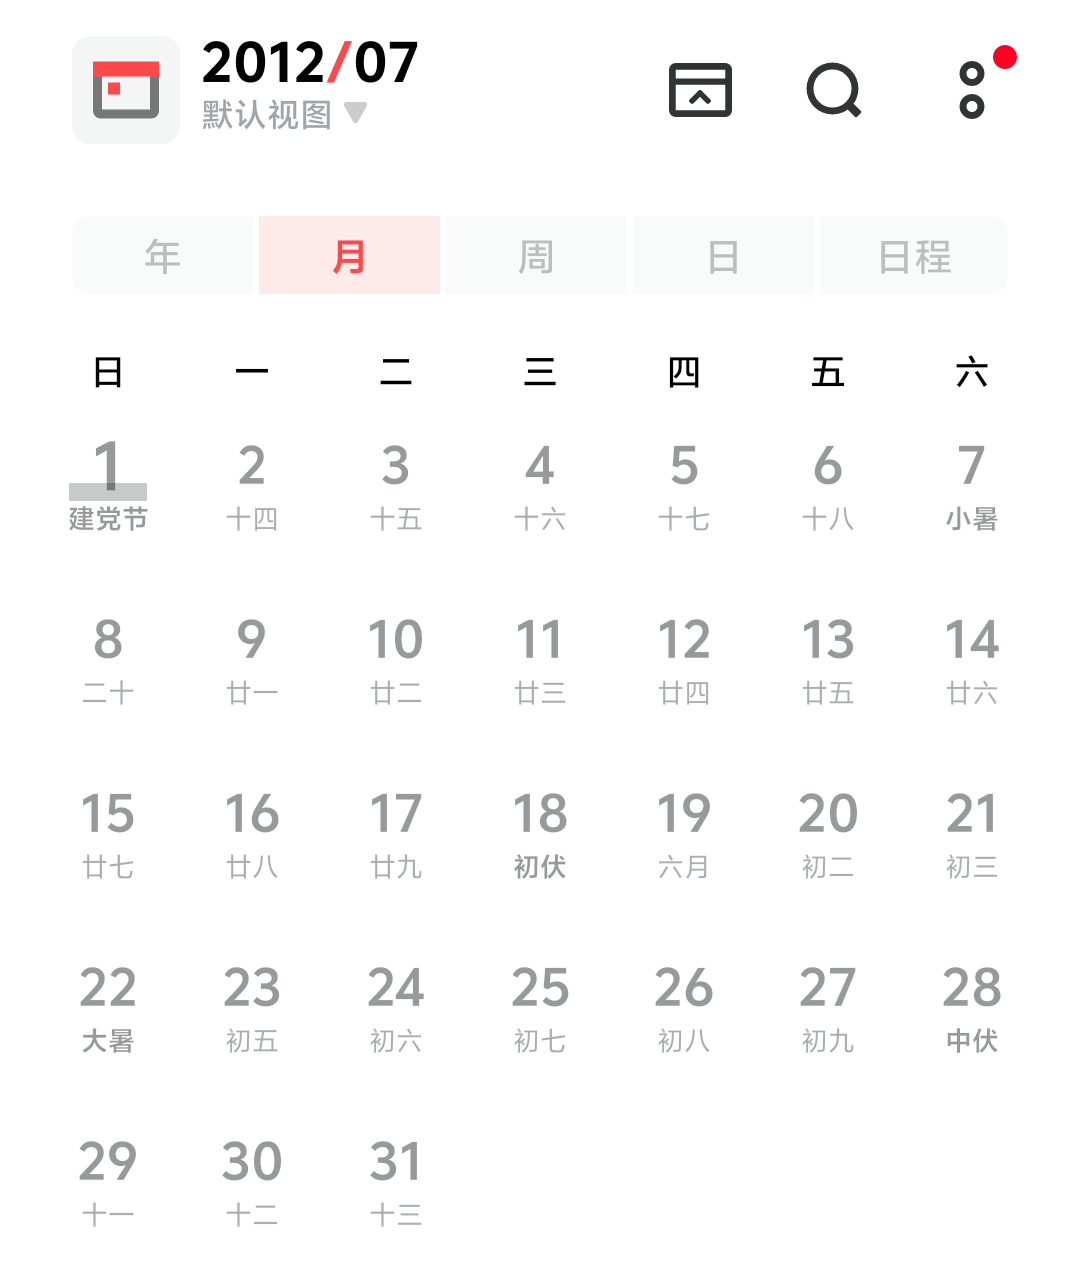 2012/07
默认视图
年 月 周 日 日程
日 一 二 三 四 五 六
1 2 3 4 5 6 7
建党节 十四 十五 十六 十七 十八 小暑
8 9 10 11 12 13 14
二十 廿一 廿二 廿三 廿四 廿五 廿六
15 16 17 18 19 20 21
廿七 廿八 廿九 初伏 六月 初二 初三
22 23 24 25 26 27 28
大暑 初五 初六 初七 初八 初九 中伏
29 30 31
十一 十二 十三